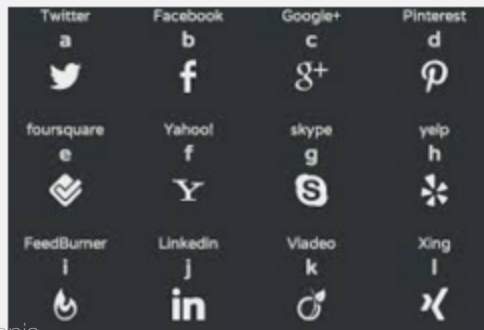 Twitter Facebook Google+ Pinterest
a b c d
f g+
foursquare Yahoo! skype yelp
e f g h
Y S
FeedBurner LinkedIn Viadeo Xing
i j k l
in